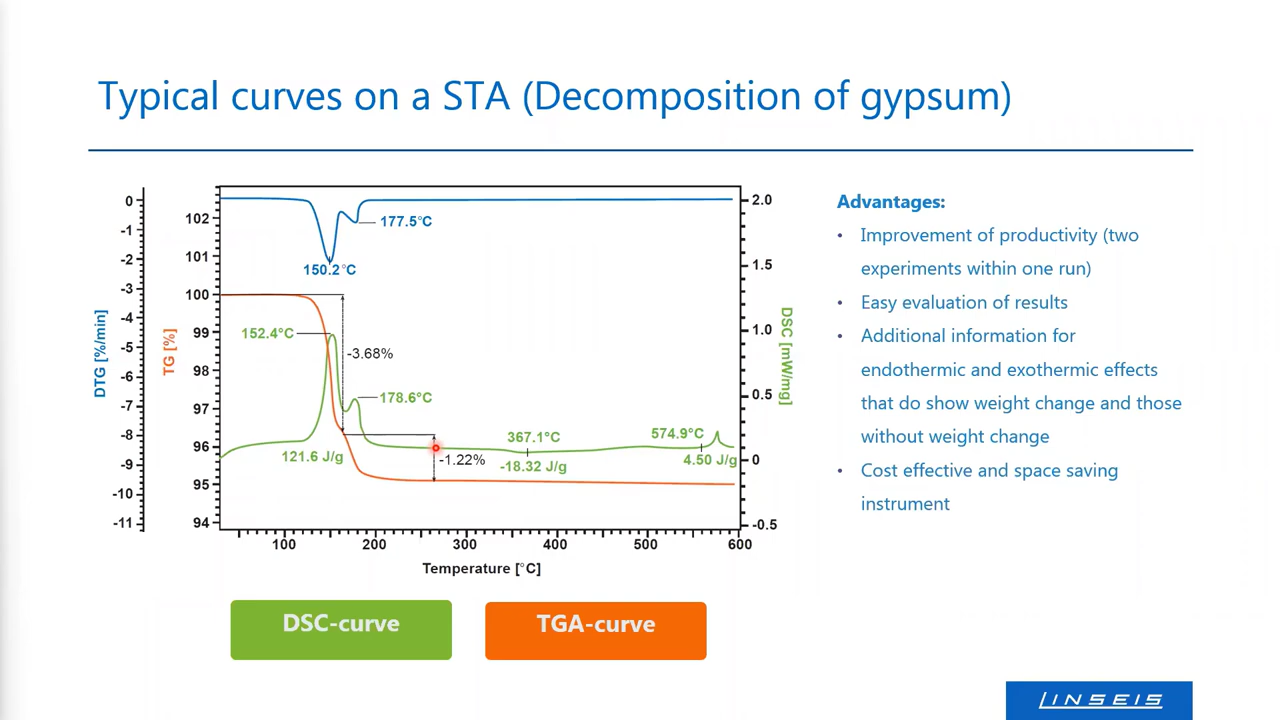 Typical curves on a STA (Decomposition of gypsum)
0
-1
-2
-3
-4
-5
-6
-7
-8
-9
-10
-11
DTG [%/min]
102
101
100
99
98
97
96
95
94
TG [%]
177.5°C
150.2°C
152.4°C
-3.68%
178.6°C
121.6 J/g
-1.22%
367.1°C
-18.32 J/g
574.9°C
4.50 J/g
2.0
1.5
1.0
0.5
0
-0.5
DSC [mW/mg]
100
200
300
400
500
600
Temperature [°C]
DSC-curve
TGA-curve
Advantages:
• Improvement of productivity (two
experiments within one run)
• Easy evaluation of results
• Additional information for
endothermic and exothermic effects
that do show weight change and those
without weight change
• Cost effective and space saving
instrument
LINSEIS